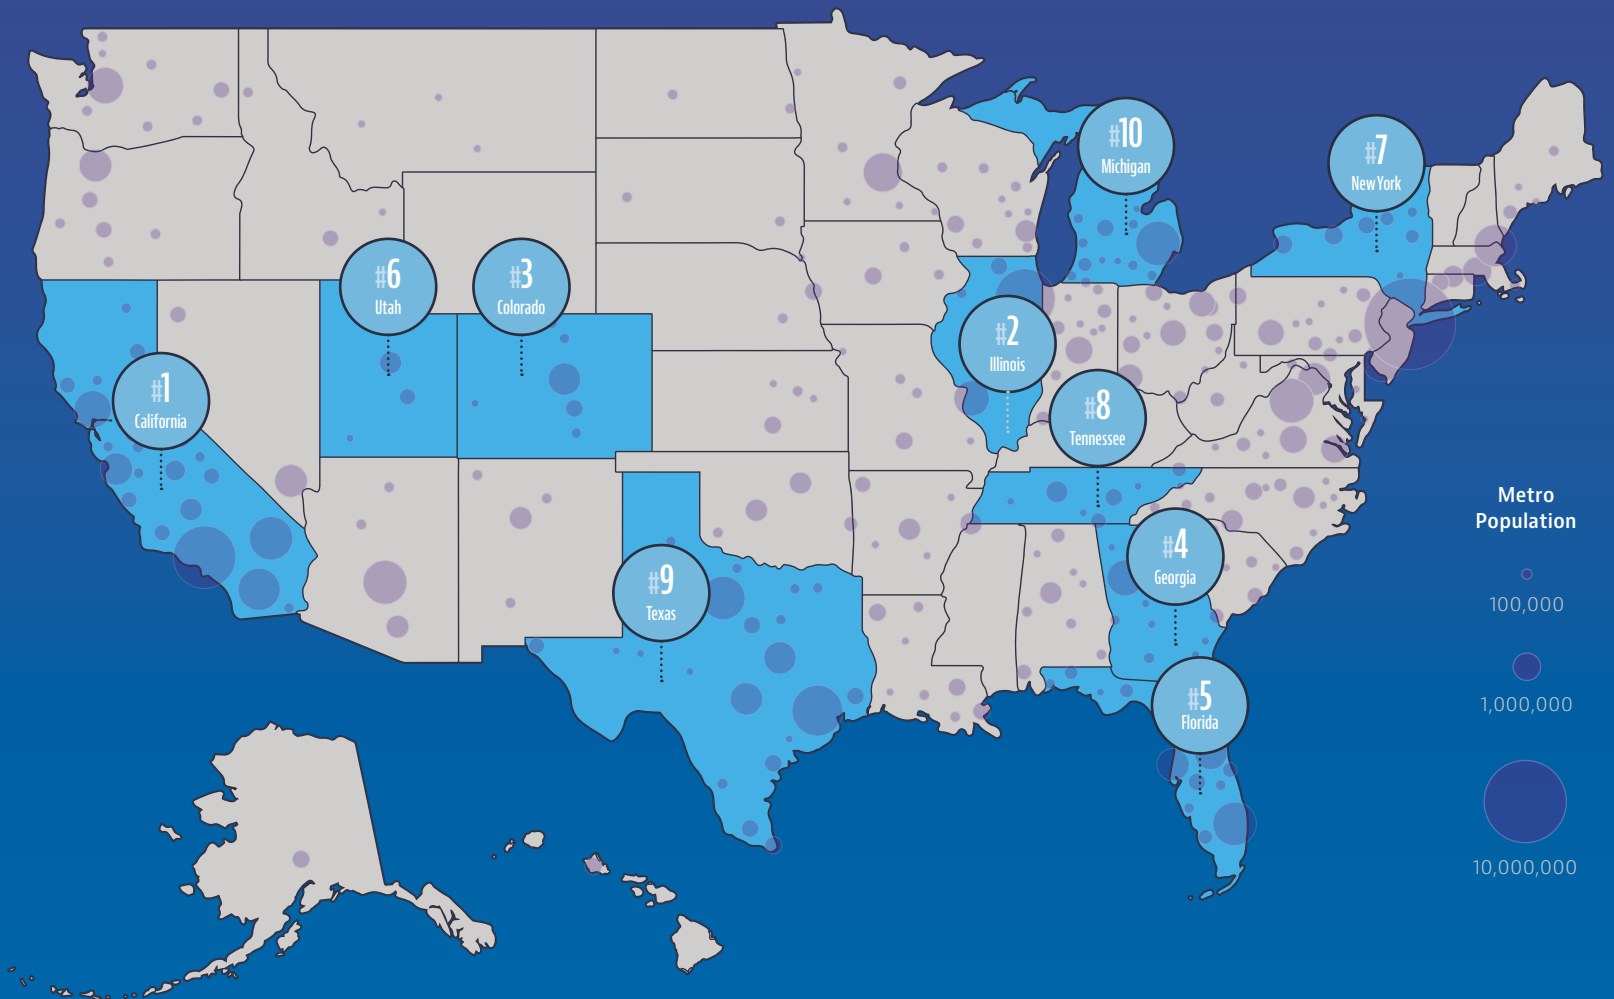 #10
Michigan
#7
New York
#6
Utah
#3
Colorado
#2
Illinois
#1
California
#8
Tennessee
#4
Georgia
#9
Texas
#5
Florida
Metro
Population
100,000
1,000,000
10,000,000